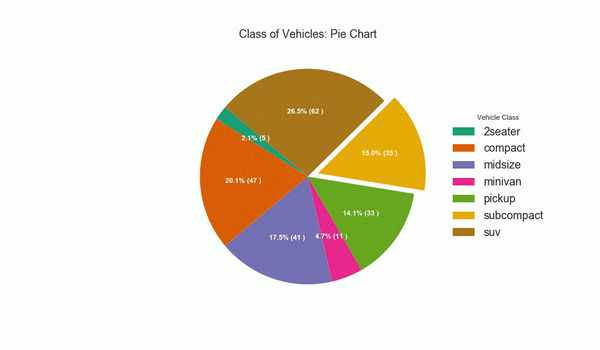 Class of Vehicles: Pie Chart
26.5% (62 )
2.1% (5 )
15.0% (35 )
20.1% (47 )
14.1% (33 )
17.5% (41 )
4.7% (11 )
Vehicle Class
2seater
compact
midsize
minivan
pickup
subcompact
suv